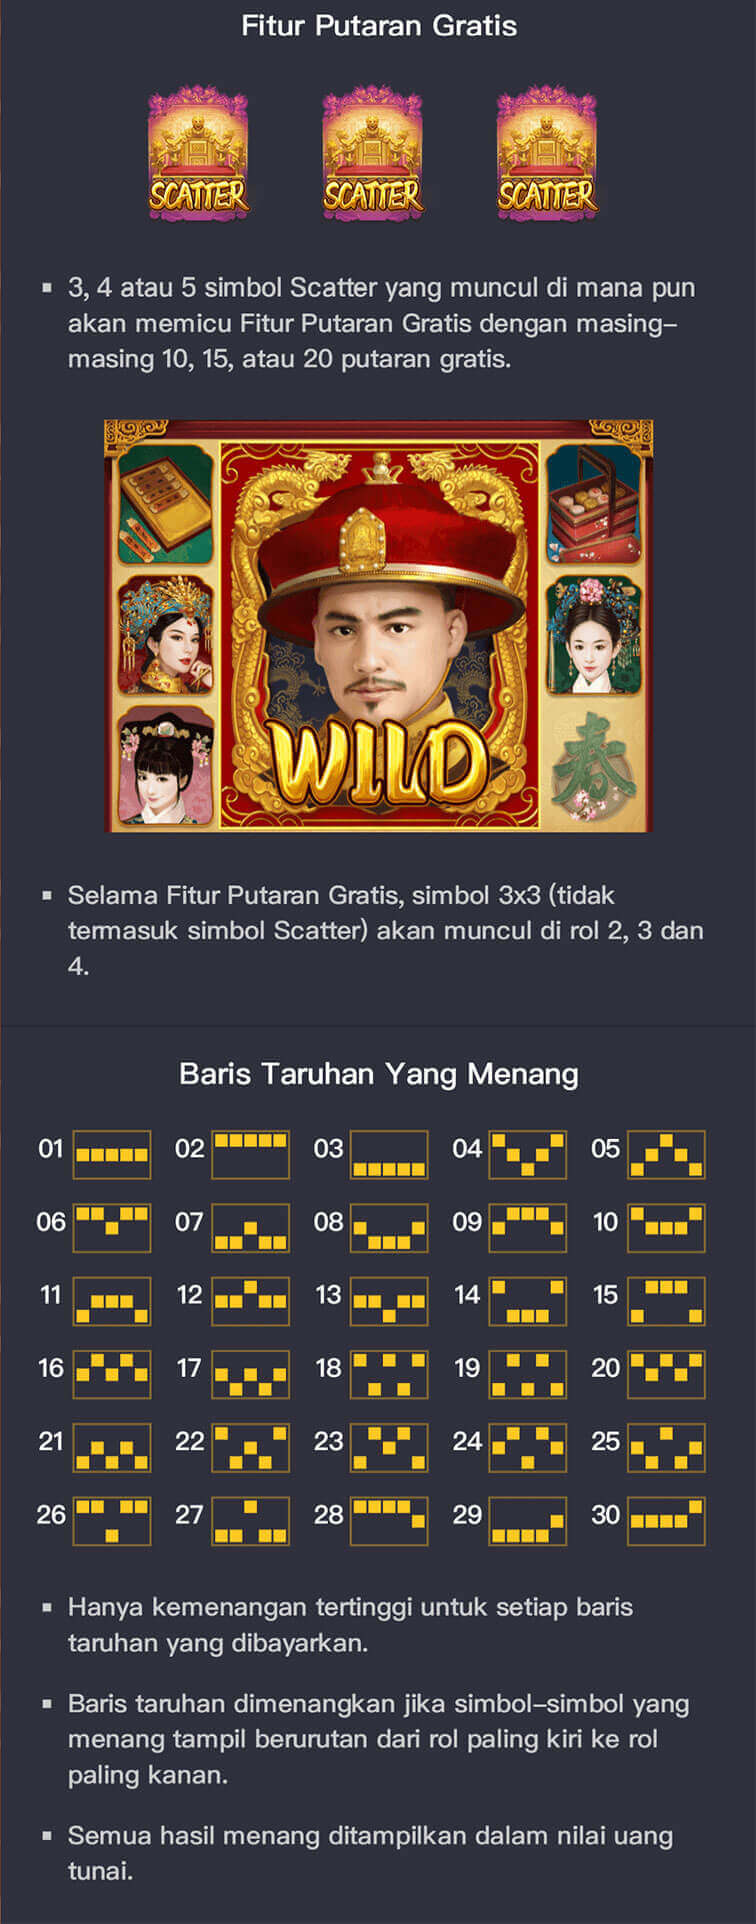 Fitur Putaran Gratis
SCATTER SCATTER SCATTER
▪ 3, 4 atau 5 simbol Scatter yang muncul di mana pun
akan memicu Fitur Putaran Gratis dengan masing-
masing 10, 15, atau 20 putaran gratis.
WILD
春
▪ Selama Fitur Putaran Gratis, simbol 3x3 (tidak
termasuk simbol Scatter) akan muncul di rol 2, 3 dan
4.
Baris Taruhan Yang Menang
01 02 03 04 05
06 07 08 09 10
11 12 13 14 15
16 17 18 19 20
21 22 23 24 25
26 27 28 29 30
▪ Hanya kemenangan tertinggi untuk setiap baris
taruhan yang dibayarkan.
▪ Baris taruhan dimenangkan jika simbol-simbol yang
menang tampil berurutan dari rol paling kiri ke rol
paling kanan.
▪ Semua hasil menang ditampilkan dalam nilai uang
tunai.